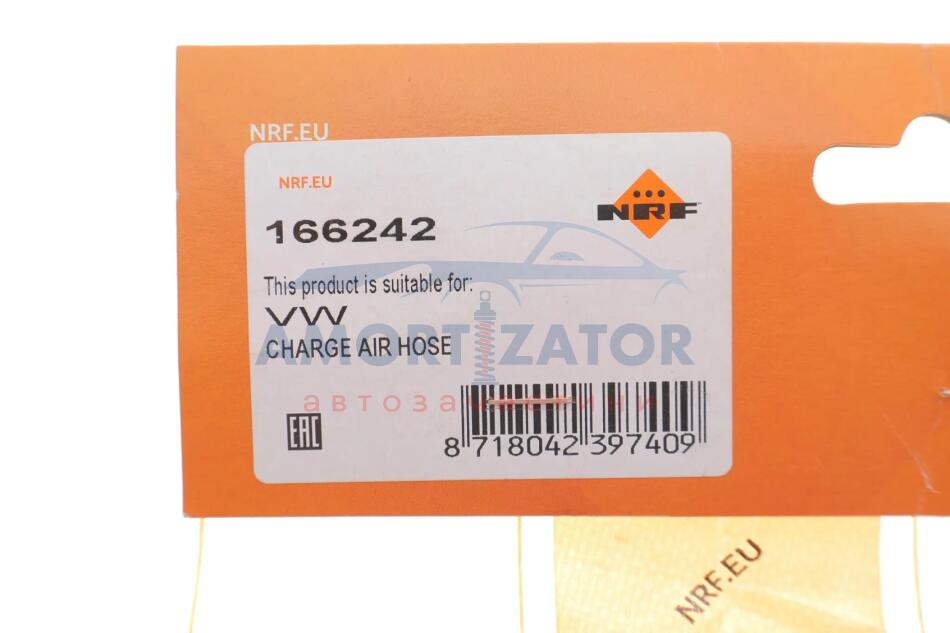 NRF.EU
NRF.EU
NRF
166242
This product is suitable for:
VW
AMORTIZATOR
CHARGE AIR HOSE
автозапчастини
EAC
8 718042 397409
NRF.EU